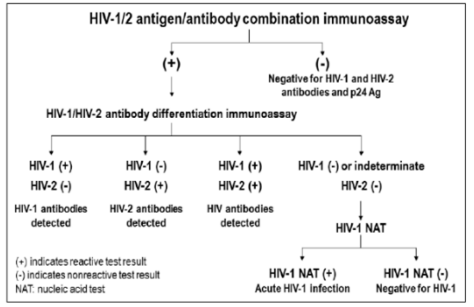 HIV-1/2 antigen/antibody combination immunoassay
(+)
(-)
Negative for HIV-1 and HIV-2
antibodies and p24 Ag
HIV-1/HIV-2 antibody differentiation immunoassay
HIV-1 (+)
HIV-2 (-)
HIV-1 antibodies
detected
HIV-1 (-)
HIV-2 (+)
HIV-2 antibodies
detected
HIV-1 (+)
HIV-2 (+)
HIV antibodies
detected
HIV-1 (-) or indeterminate
HIV-2 (-)
HIV-1 NAT
HIV-1 NAT (+)
Acute HIV-1 infection
HIV-1 NAT (-)
Negative for HIV-1
(+) indicates reactive test result
(-) indicates nonreactive test result
NAT: nucleic acid test